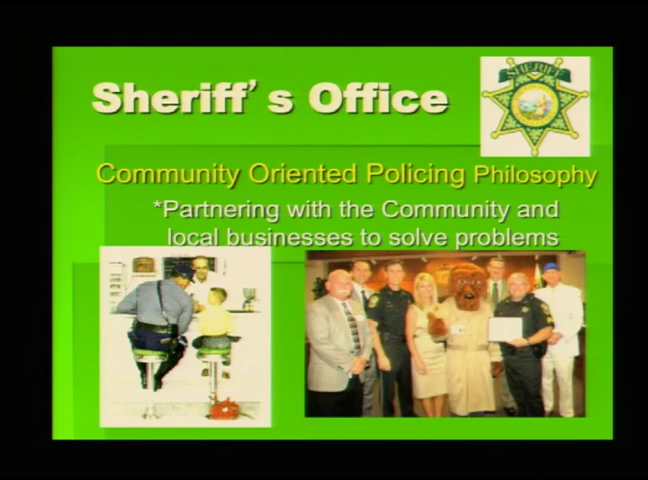 Sheriff's Office
SHERIFF
Community Oriented Policing Philosophy
*Partnering with the Community and
local businesses to solve problems